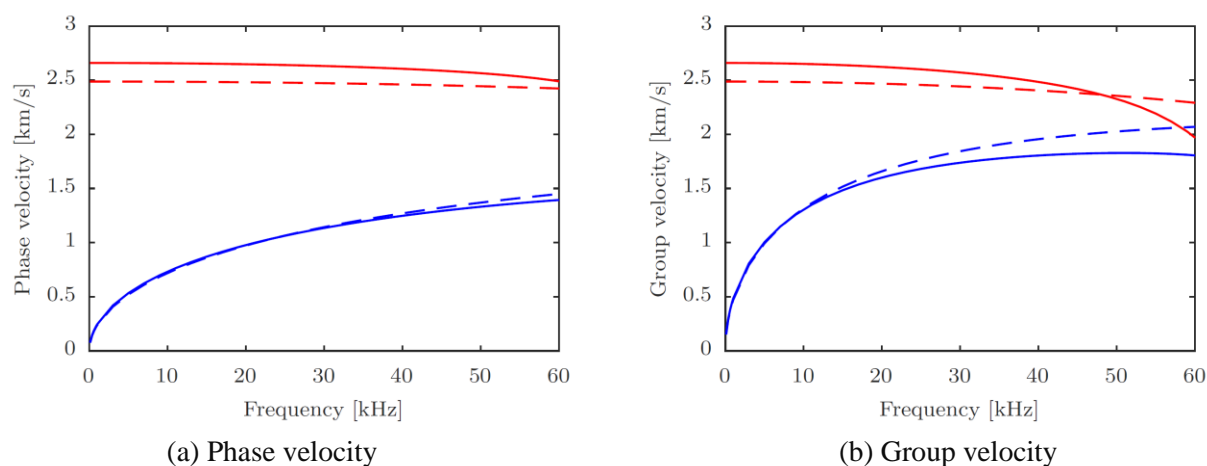 3
2.5
2
1.5
1
0.5
0
Phase velocity [km/s]
0 10 20 30 40 50 60
Frequency [kHz]
(a) Phase velocity
3
2.5
2
1.5
1
0.5
0
Group velocity [km/s]
0 10 20 30 40 50 60
Frequency [kHz]
(b) Group velocity